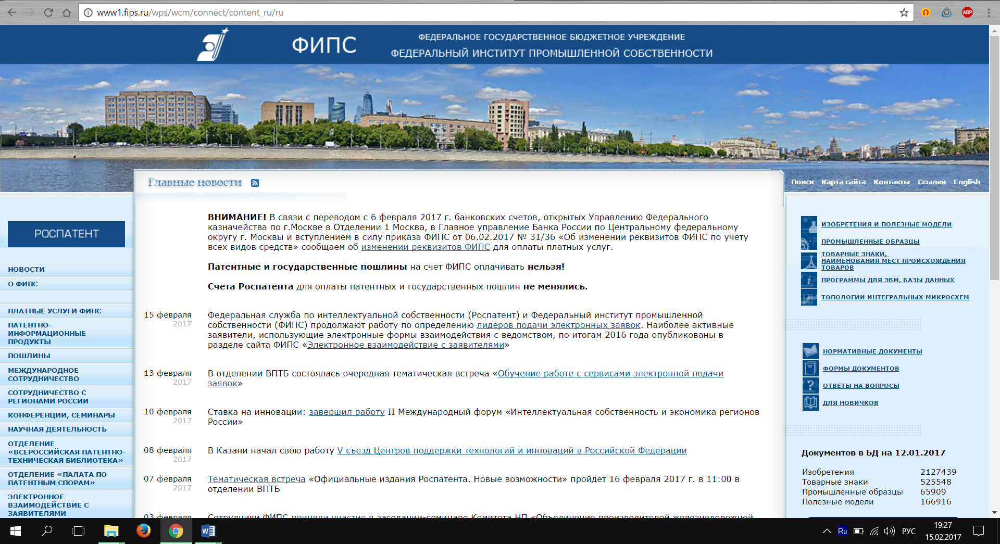 www1.fips.ru/wps/wcm/connect/content_ru/ru
ABP
ФИПС
ФЕДЕРАЛЬНОЕ ГОСУДАРСТВЕННОЕ БЮДЖЕТНОЕ УЧРЕЖДЕНИЕ
ФЕДЕРАЛЬНЫЙ ИНСТИТУТ ПРОМЫШЛЕННОЙ СОБСТВЕННОСТИ
Главные новости
Поиск Карта сайта Контакты Ссылки English
РОСПАТЕНТ
НОВОСТИ
О ФИПС
ПЛАТНЫЕ УСЛУГИ ФИПС
ПАТЕНТНО-
ИНФОРМАЦИОННЫЕ
ПРОДУКТЫ
ПОШЛИНЫ
МЕЖДУНАРОДНОЕ
СОТРУДНИЧЕСТВО
СОТРУДНИЧЕСТВО С
РЕГИОНАМИ РОССИИ
КОНФЕРЕНЦИИ, СЕМИНАРЫ
НАУЧНАЯ ДЕЯТЕЛЬНОСТЬ
ОТДЕЛЕНИЕ
«ВСЕРОССИЙСКАЯ ПАТЕНТНО-
ТЕХНИЧЕСКАЯ БИБЛИОТЕКА»
ОТДЕЛЕНИЕ «ПАЛАТА ПО
ПАТЕНТНЫМ СПОРАМ»
ЭЛЕКТРОННОЕ
ВЗАИМОДЕЙСТВИЕ С
ЗАЯВИТЕЛЯМИ
ВНИМАНИЕ! В связи с переводом с 6 февраля 2017 г. банковских счетов, открытых Управлению Федерального
казначейства по г.Москве в Отделении 1 Москва, в Главное управление Банка России по Центральному федеральному
округу г. Москвы и вступлением в силу приказа ФИПС от 06.02.2017 № 31/36 «Об изменении реквизитов ФИПС по учету
всех видов средств» сообщаем об изменении реквизитов ФИПС для оплаты платных услуг.
Патентные и государственные пошлины на счет ФИПС оплачивать нельзя!
Счета Роспатента для оплаты патентных и государственных пошлин не менялись.
15 февраля
2017
Федеральная служба по интеллектуальной собственности (Роспатент) и Федеральный институт промышленной
собственности (ФИПС) продолжают работу по определению лидеров подачи электронных заявок. Наиболее активные
заявители, использующие электронные формы взаимодействия с ведомством, по итогам 2016 года опубликованы в
разделе сайта ФИПС «Электронное взаимодействие с заявителями»
13 февраля
2017
В отделении ВПТБ состоялась очередная тематическая встреча «Обучение работе с сервисами электронной подачи
заявок»
10 февраля
2017
Ставка на инновации: завершил работу II Международный форум «Интеллектуальная собственность и экономика регионов
России»
08 февраля
2017
В Казани начал свою работу V съезд Центров поддержки технологий и инноваций в Российской Федерации
07 февраля
2017
Тематическая встреча «Официальные издания Роспатента. Новые возможности» пройдет 16 февраля 2017 г. в 11:00 в
отделении ВПТБ
03 февраля
Сотрудники ФИПС приняли участие в заседании-семинаре Комитета НП «Объединение производителей железнодорожной
ИЗОБРЕТЕНИЯ И ПОЛЕЗНЫЕ МОДЕЛИ
ПРОМЫШЛЕННЫЕ ОБРАЗЦЫ
ТОВАРНЫЕ ЗНАКИ,
НАИМЕНОВАНИЯ МЕСТ ПРОИСХОЖДЕНИЯ
ТОВАРОВ
ПРОГРАММЫ ДЛЯ ЭВМ, БАЗЫ ДАННЫХ
ТОПОЛОГИИ ИНТЕГРАЛЬНЫХ МИКРОСХЕМ
НОРМАТИВНЫЕ ДОКУМЕНТЫ
ФОРМЫ ДОКУМЕНТОВ
ОТВЕТЫ НА ВОПРОСЫ
ДЛЯ НОВИЧКОВ
Документов в БД на 12.01.2017
Изобретения 2127439
Товарные знаки 525548
Промышленные образцы 65909
Полезные модели 166916
Ru
РУС
19:27
15.02.2017